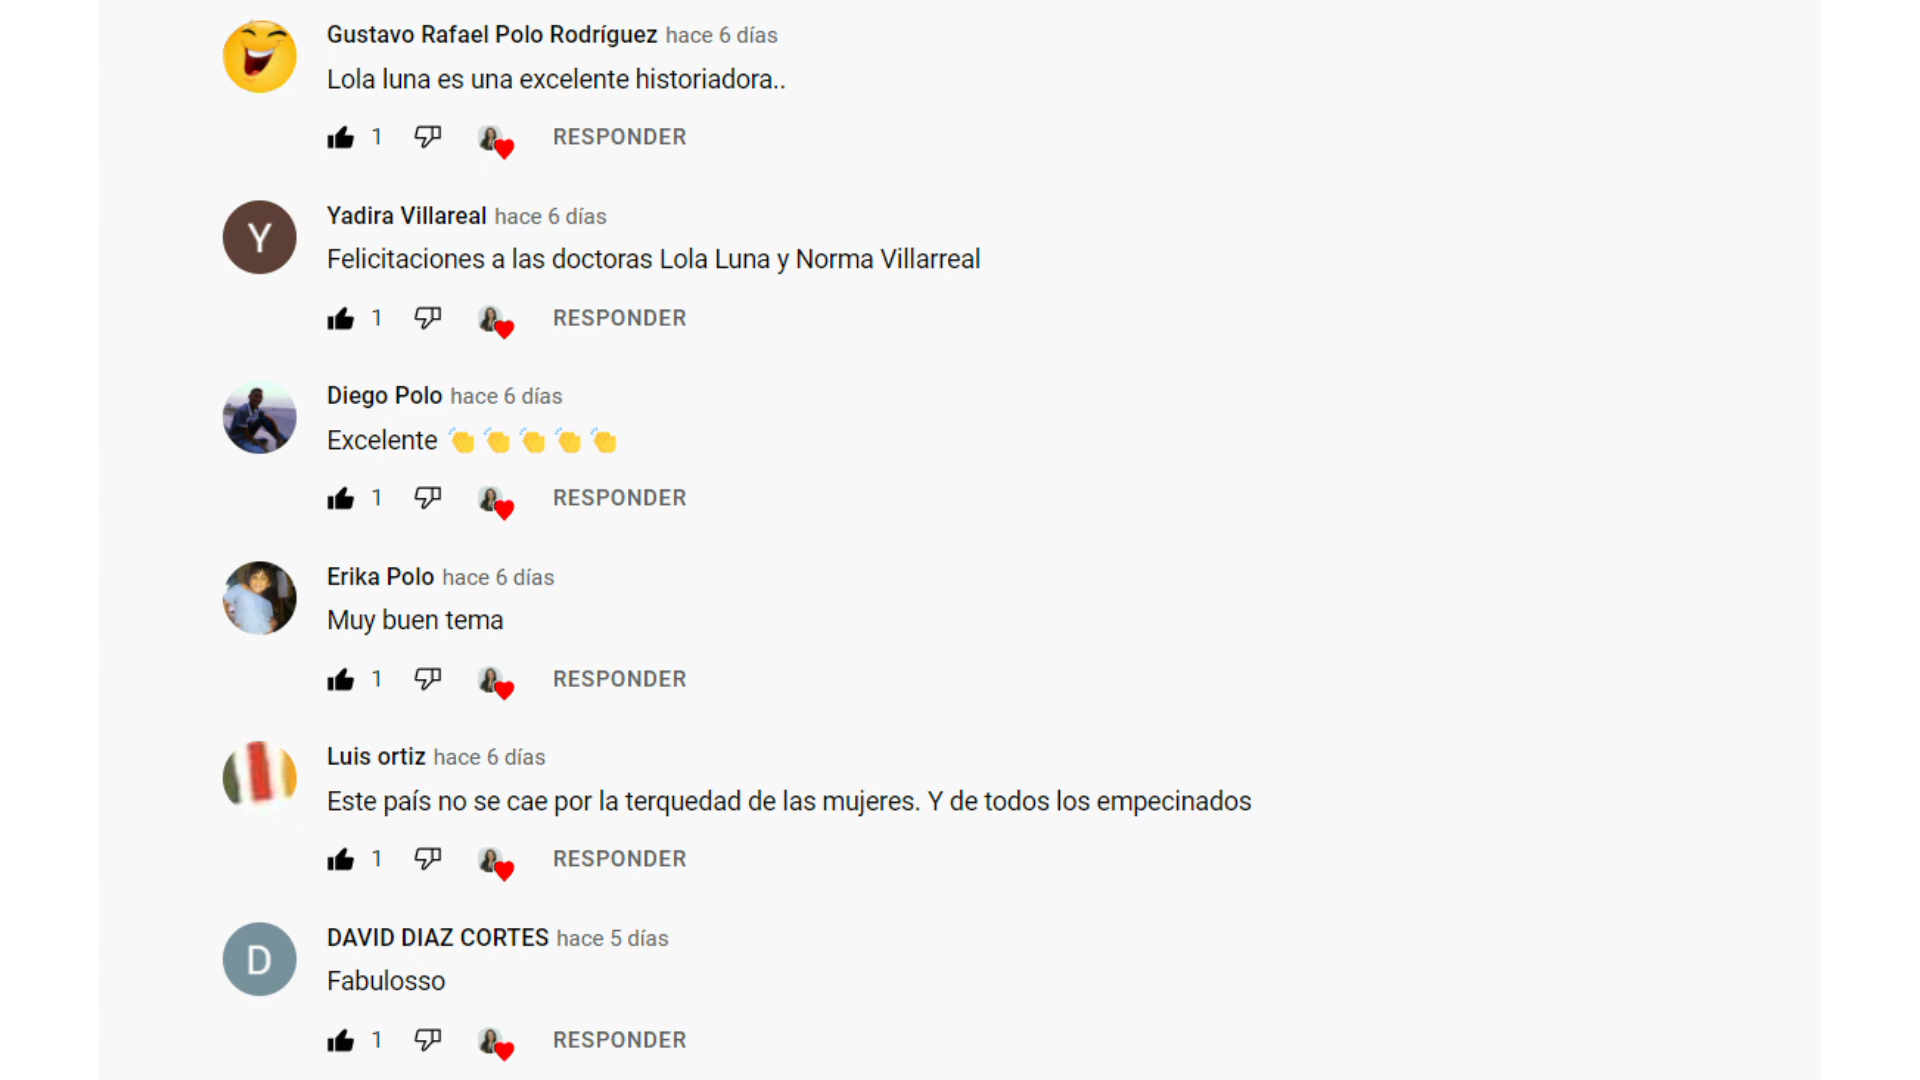 Gustavo Rafael Polo Rodríguez hace 6 días
Lola luna es una excelente historiadora..
1 RESPONDER
Y
Yadira Villareal hace 6 días
Felicitaciones a las doctoras Lola Luna y Norma Villarreal
1 RESPONDER
Diego Polo hace 6 días
Excelente 👏👏👏👏👏
1 RESPONDER
Erika Polo hace 6 días
Muy buen tema
1 RESPONDER
Luis ortiz hace 6 días
Este país no se cae por la terquedad de las mujeres. Y de todos los empecinados
1 RESPONDER
D
DAVID DIAZ CORTES hace 5 días
Fabulosso
1 RESPONDER